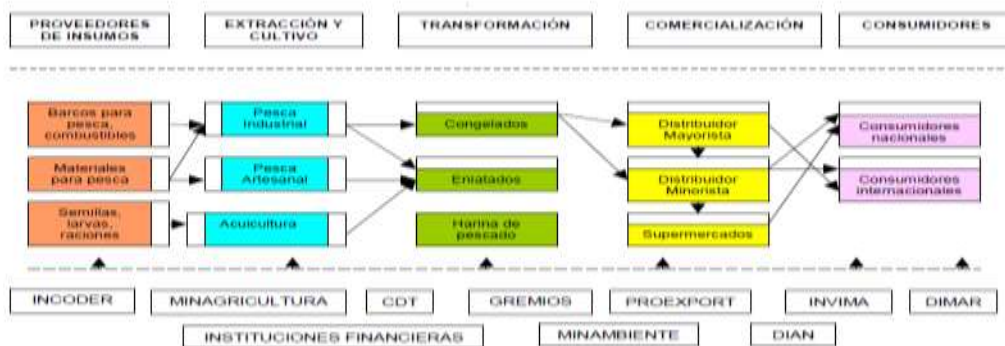 PROVEEDORES
DE INSUMOS
EXTRACCIÓN Y
CULTIVO
TRANSFORMACIÓN
COMERCIALIZACIÓN
CONSUMIDORES
Barcos para
pesca,
combustibles
Pesca
Industrial
Congelados
Distribuidor
Mayorista
Consumidores
nacionales
Materiales
para pesca
Pesca
Artesanal
Enlatados
Distribuidor
Minorista
Consumidores
internacionales
Semillas,
larvas,
raciones
Acuicultura
Harina de
pescado
Supermercados
INCODER
MINAGRICULTURA
CDT
GREMIOS
PROEXPORT
INVIMA
DIMAR
INSTITUCIONES FINANCIERAS
MINAMBIENTE
DIAN